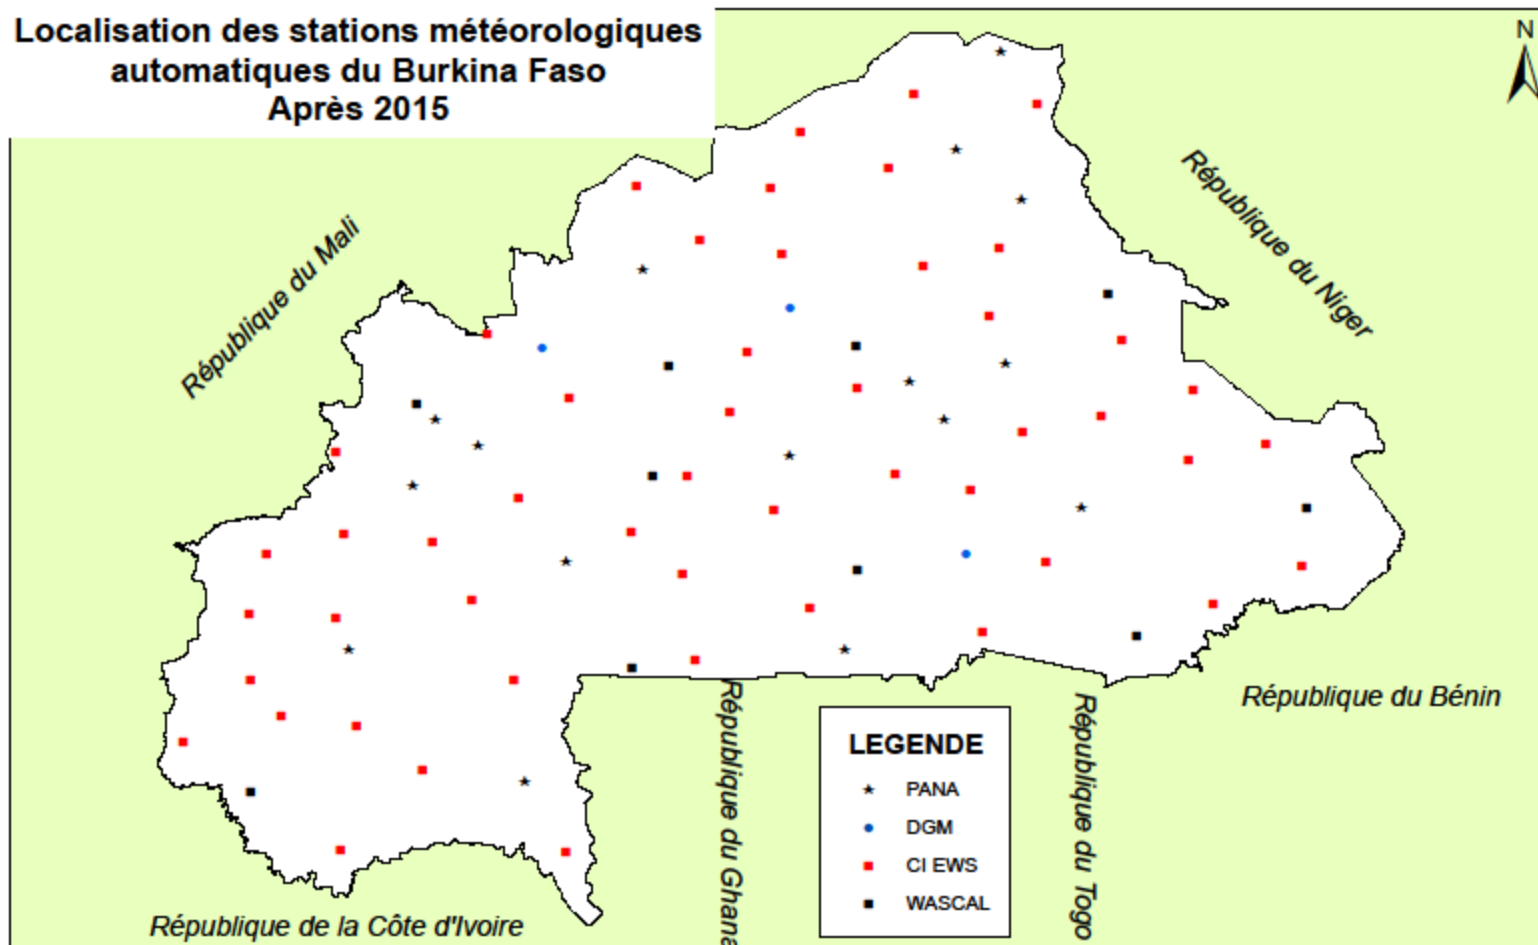 Localisation des stations météorologiques
automatiques du Burkina Faso
Après 2015
N
République du Mali
République du Niger
République du Bénin
République du Ghana
République du Togo
République de la Côte d'Ivoire
LEGENDE
PANA
DGM
CI EWS
WASCAL